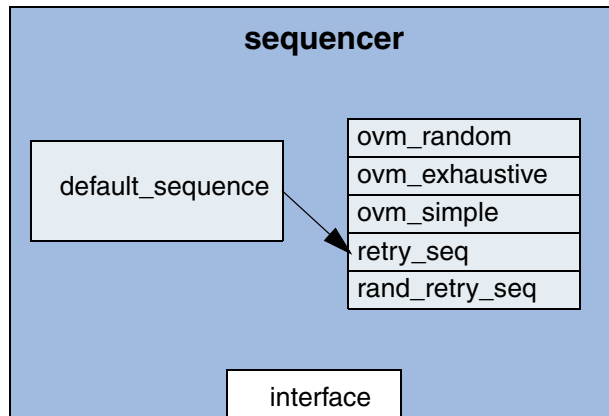 sequencer
default_sequence
ovm_random
ovm_exhaustive
ovm_simple
retry_seq
rand_retry_seq
interface